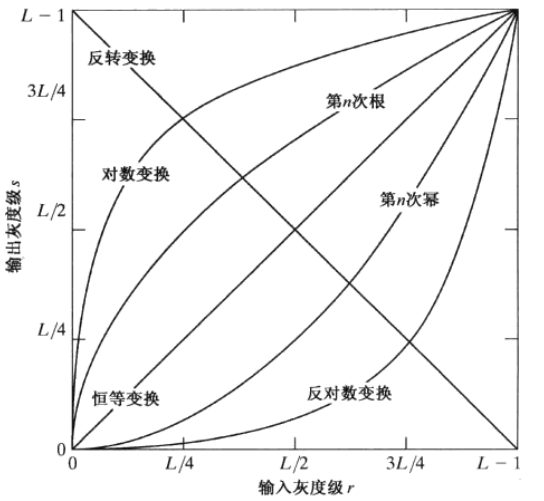 L − 1
反转变换
3L/4
第n次根
对数变换
L/2
第n次幂
输出灰度级 s
L/4
恒等变换
反对数变换
0
0
L/4
L/2
3L/4
L − 1
输入灰度级 r